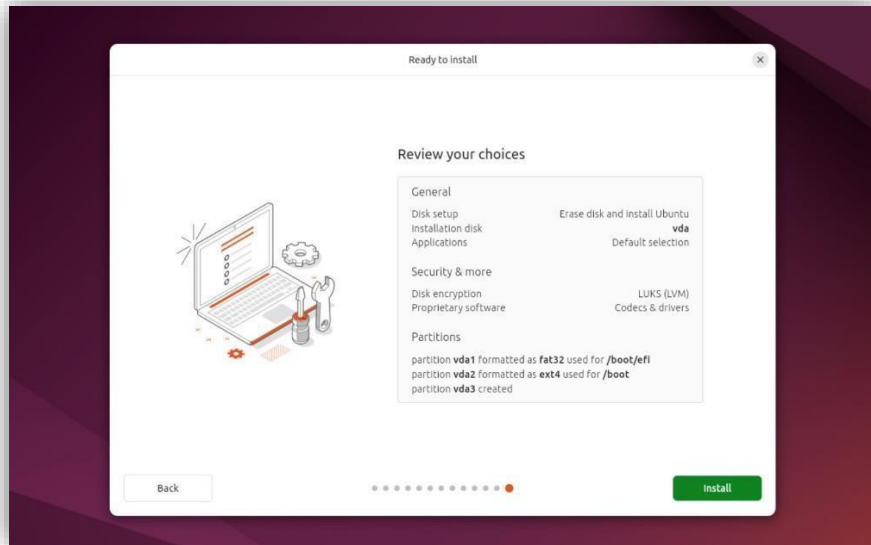 Ready to install
Review your choices
General
Disk setup Erase disk and install Ubuntu
Installation disk vda
Applications Default selection
Security & more
Disk encryption LUKS (LVM)
Proprietary software Codecs & drivers
Partitions
partition vda1 formatted as fat32 used for /boot/efi
partition vda2 formatted as ext4 used for /boot
partition vda3 created
Back
Install